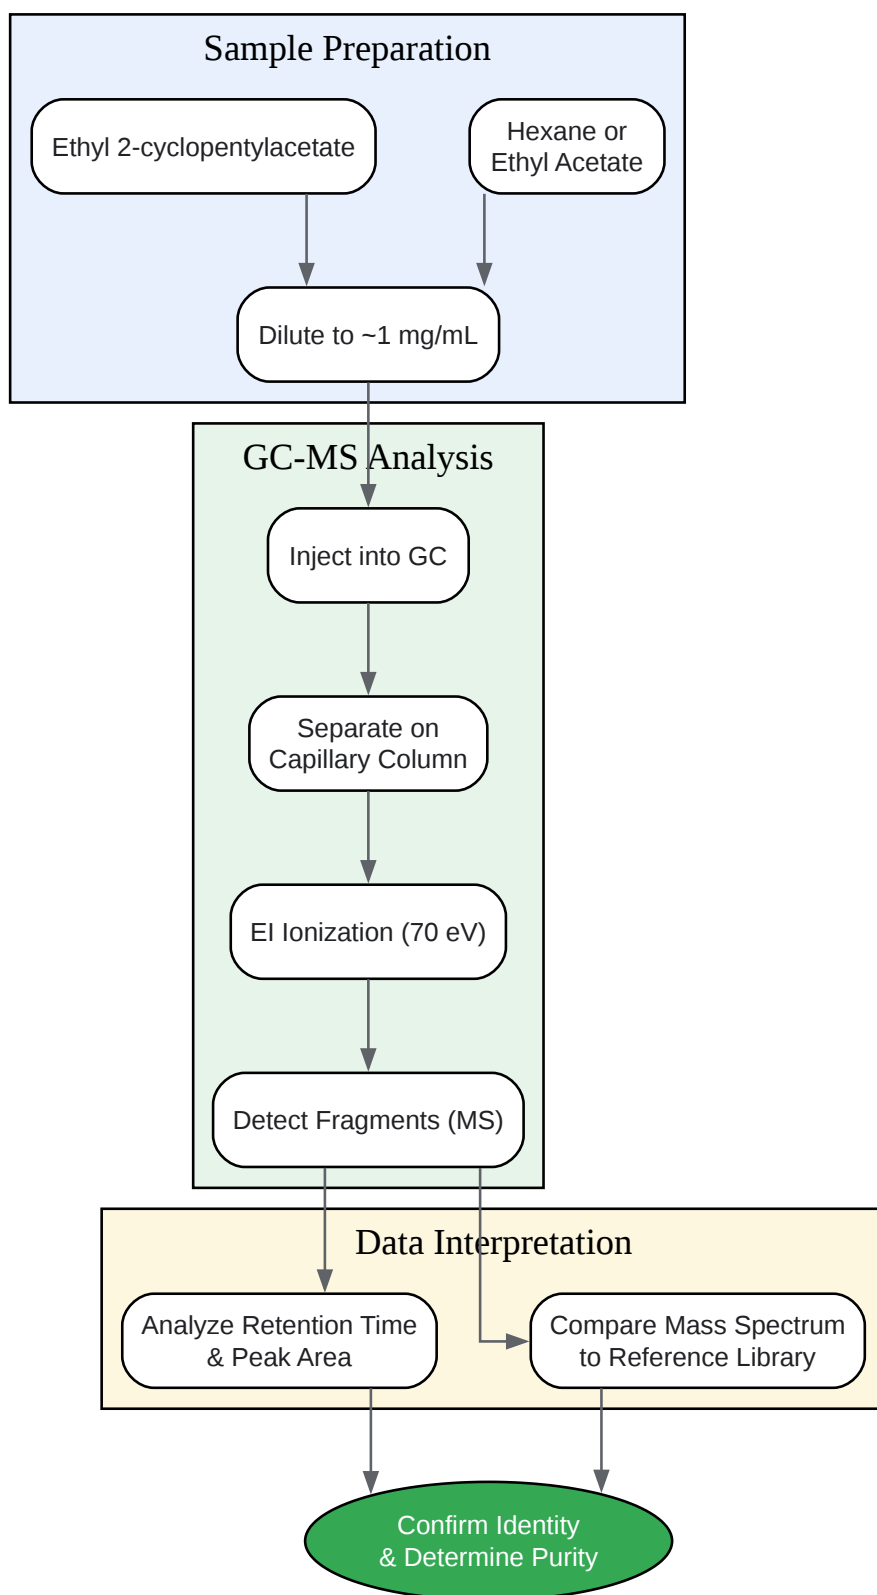 Sample Preparation
Ethyl 2-cyclopentylacetate
Hexane or
Ethyl Acetate
Dilute to ~1 mg/mL
GC-MS Analysis
Inject into GC
Separate on
Capillary Column
EI Ionization (70 eV)
Detect Fragments (MS)
Data Interpretation
Analyze Retention Time
& Peak Area
Compare Mass Spectrum
to Reference Library
Confirm Identity
& Determine Purity